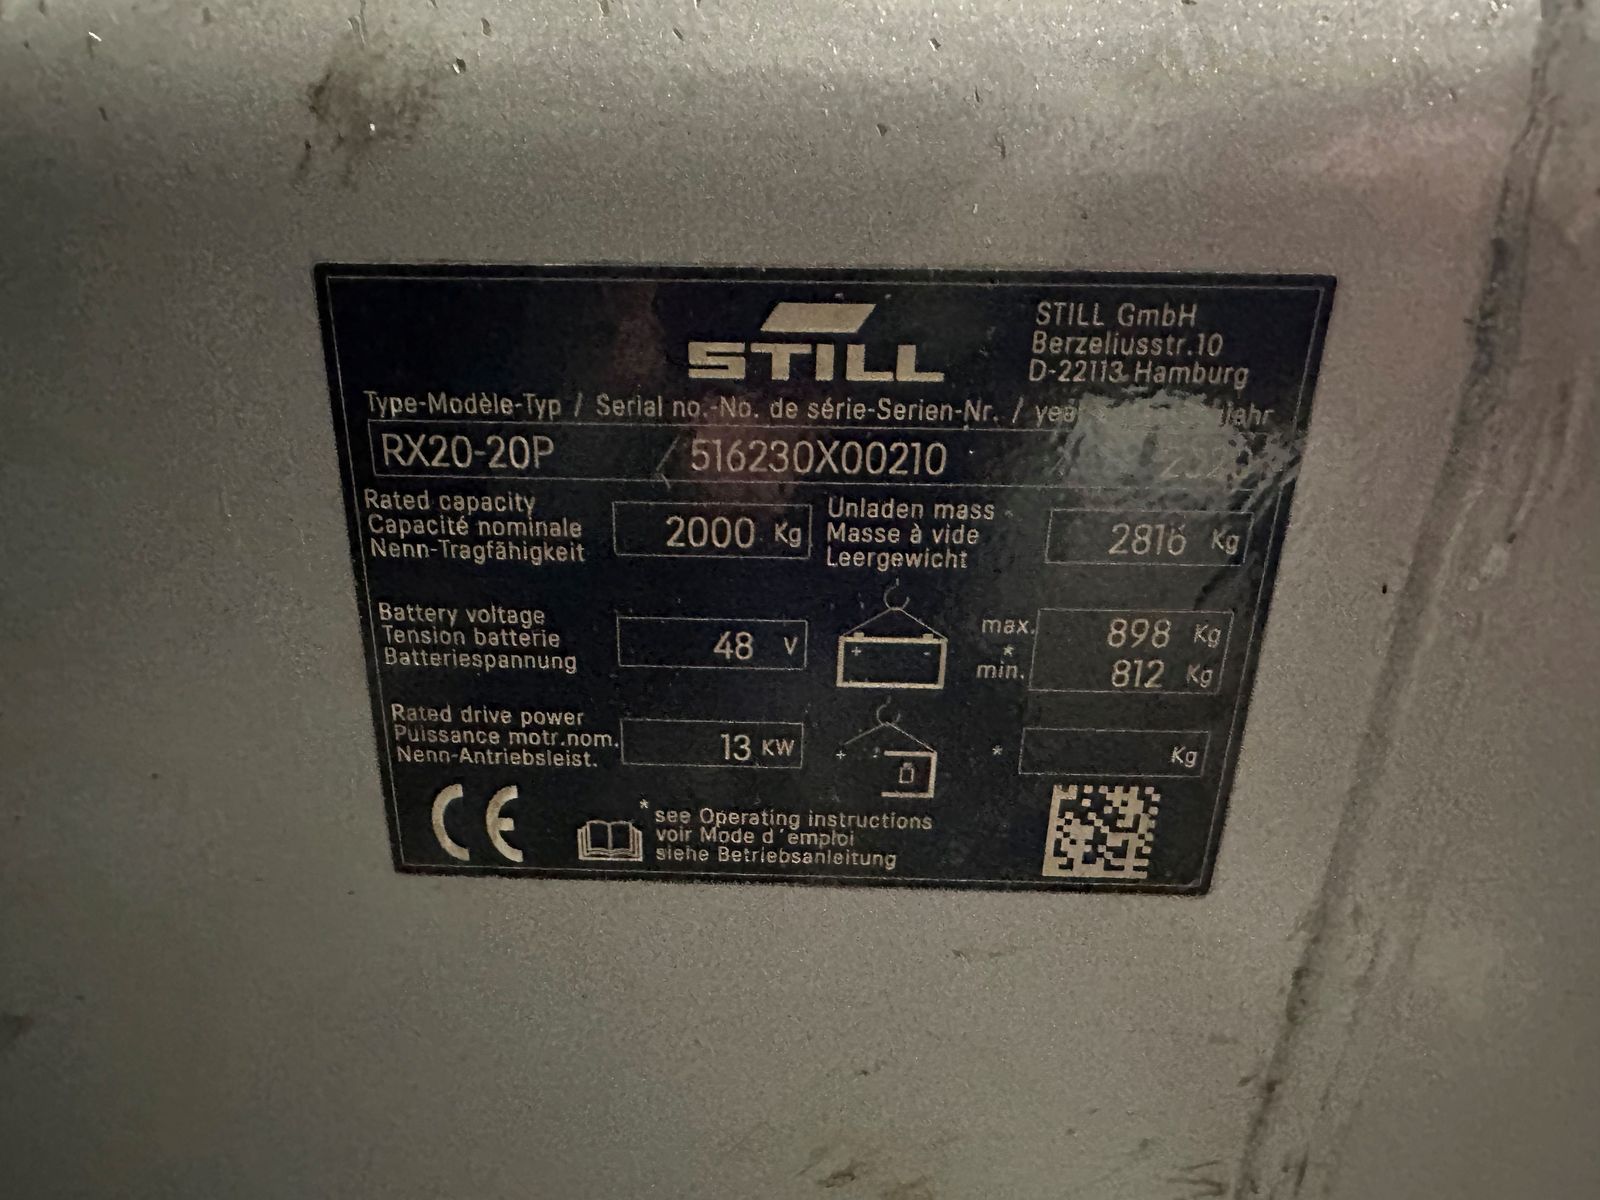 STILL
STILL GmbH
Berzeliusstr.10
D-22113 Hamburg
Type-Modèle-Typ / Serial no.-No. de série-Serien-Nr. /
RX20-20P / 516230X00210
Rated capacity
Capacité nominale
Nenn-Tragfähigkeit
2000 Kg
Unladen mass
Masse à vide
Leergewicht
2816 Kg
Battery voltage
Tension batterie
Batteriespannung
48 V
+ -
max. 898 Kg
*
min. 812 Kg
Rated drive power
Puissance motr.nom.
Nenn-Antriebsleist.
13 KW
* Kg
CE
* see Operating instructions
voir Mode d'emploi
siehe Betriebsanleitung